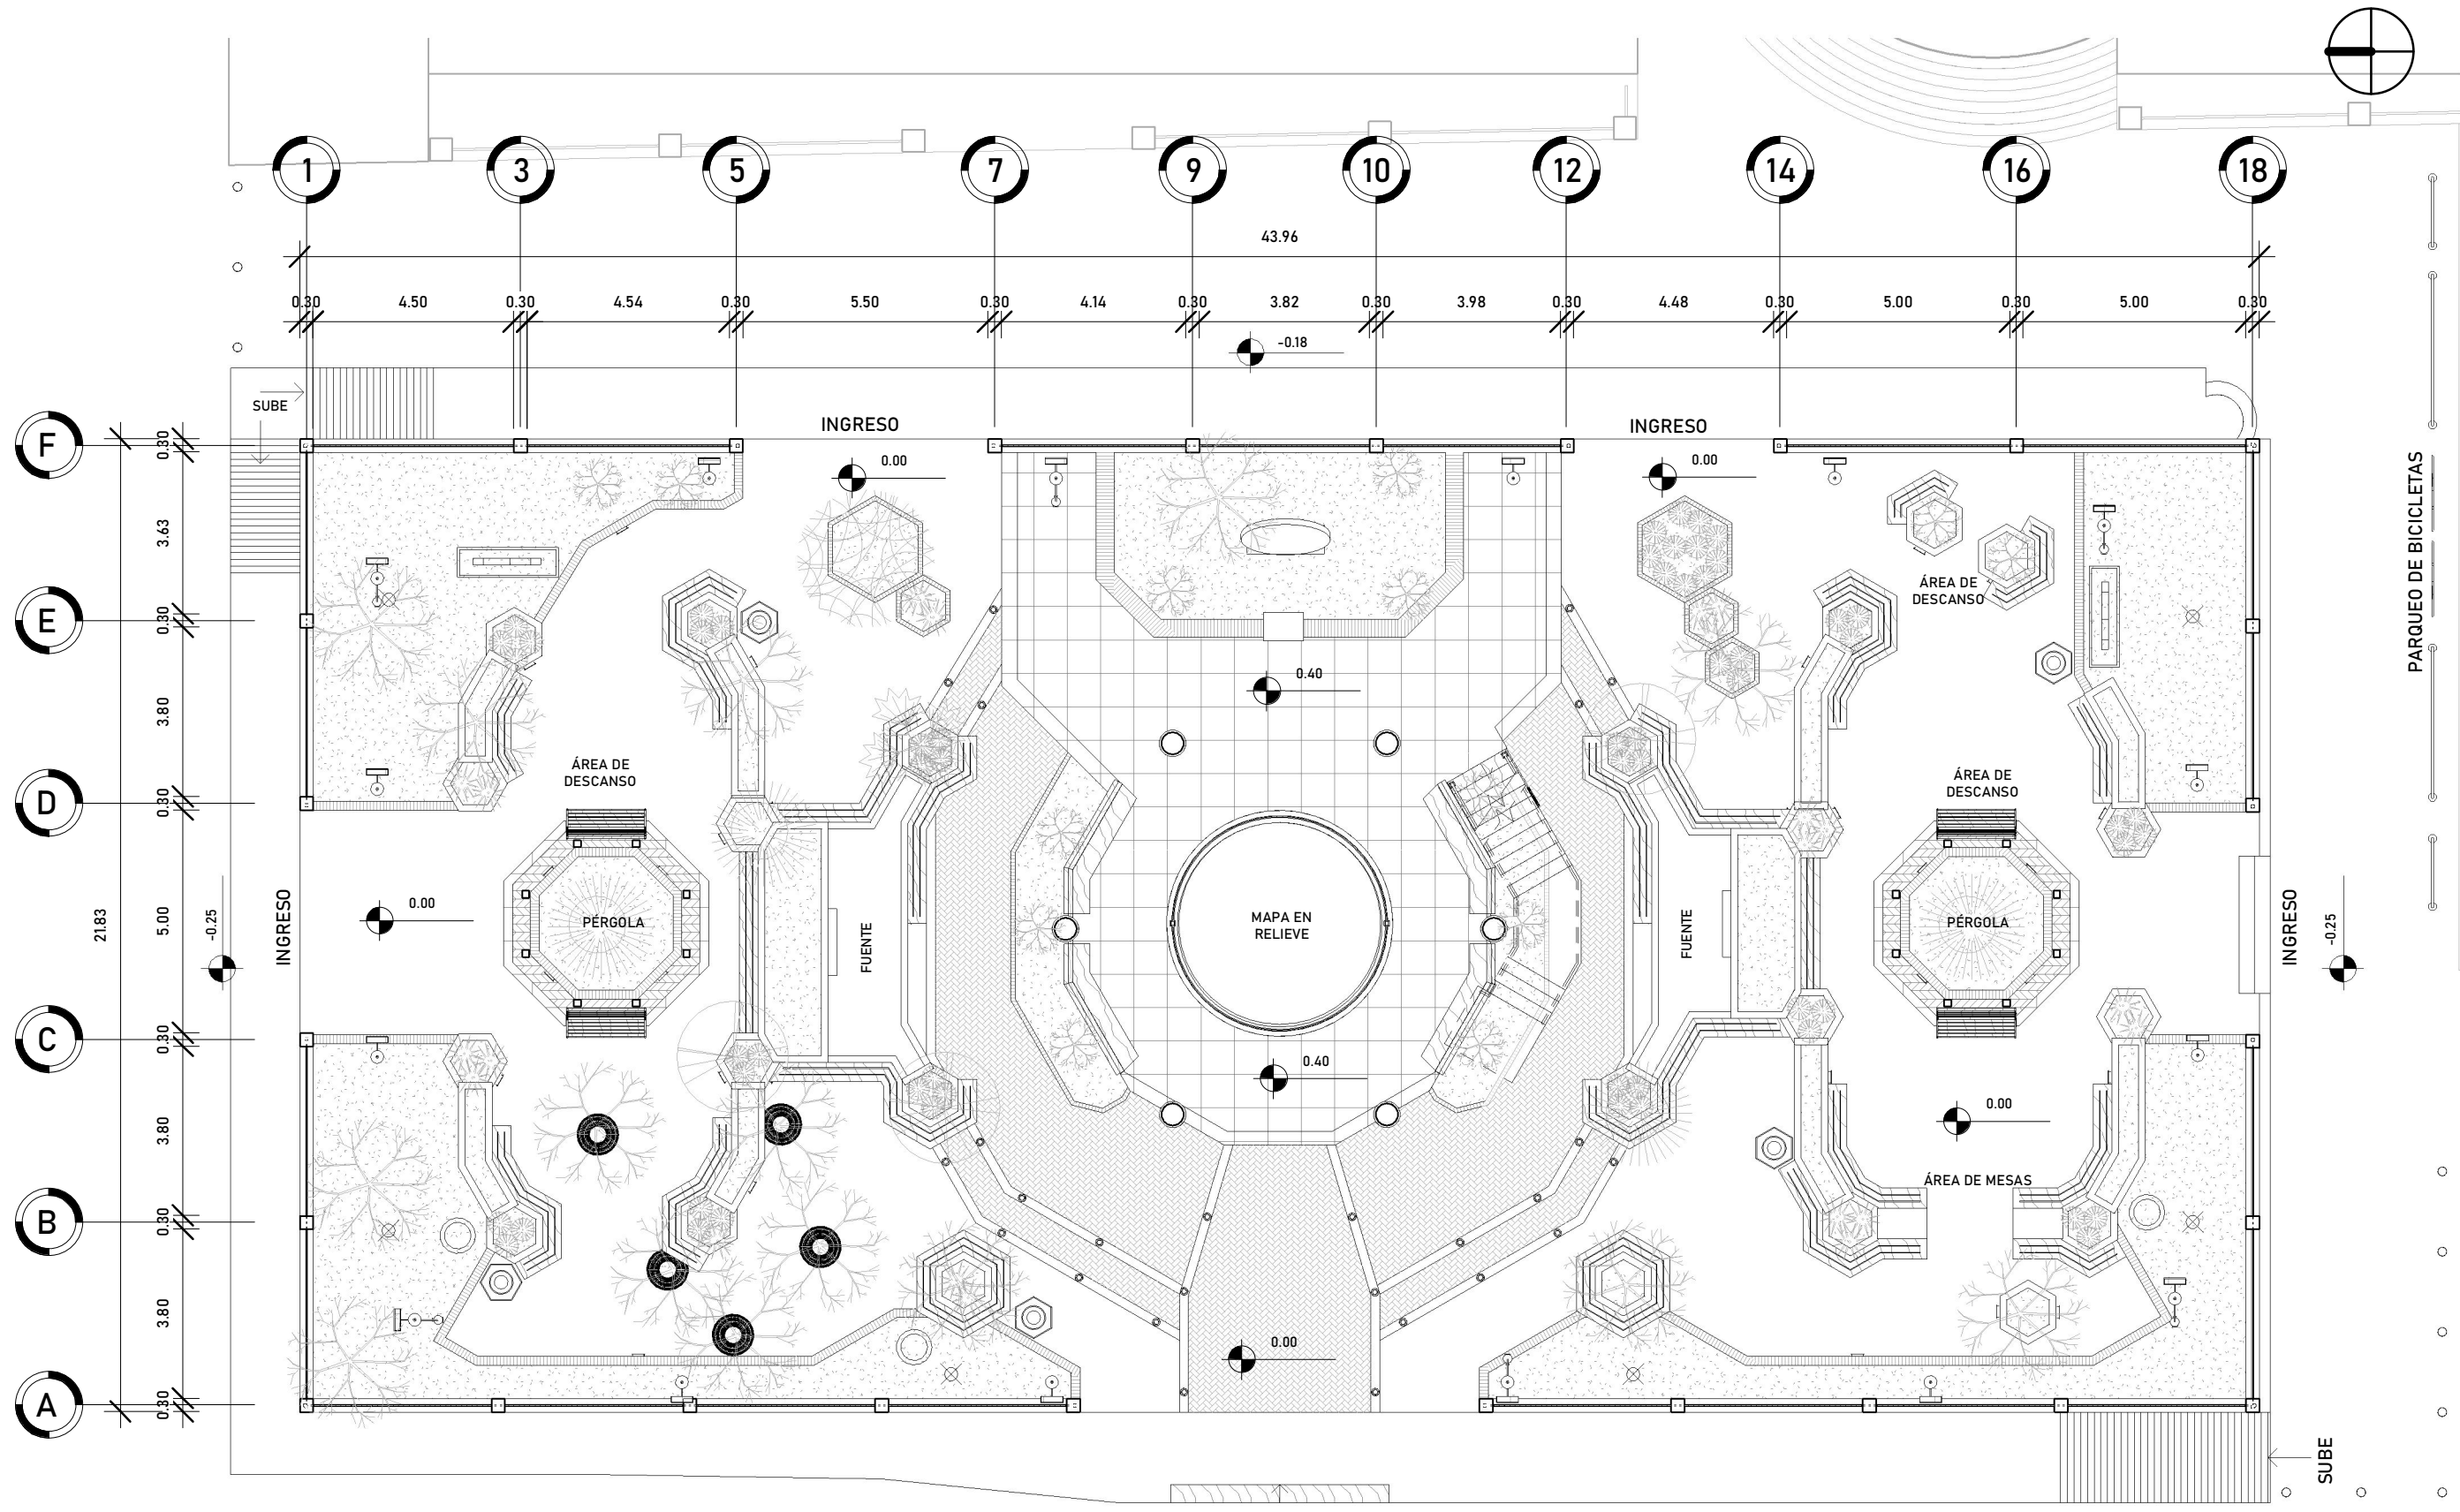 1 3 5 7 9 10 12 14 16 18
43.96
0.30 4.50 0.30 4.54 0.30 5.50 0.30 4.14 0.30 3.82 0.30 3.98 0.30 4.48 0.30 5.00 0.30 5.00 0.30
-0.18
SUBE
INGRESO
INGRESO
F
E
D
C
B
A
0.30
3.63
0.30
3.80
0.30
5.00
0.30
3.80
0.30
3.80
0.30
21.83
0.00
0.00
PARQUEO DE BICICLETAS
ÁREA DE
DESCANSO
0.40
ÁREA DE
DESCANSO
ÁREA DE
DESCANSO
-0.25
INGRESO
0.00
PÉRGOLA
FUENTE
MAPA EN
RELIEVE
FUENTE
PÉRGOLA
INGRESO
-0.25
0.40
0.00
ÁREA DE MESAS
0.00
SUBE